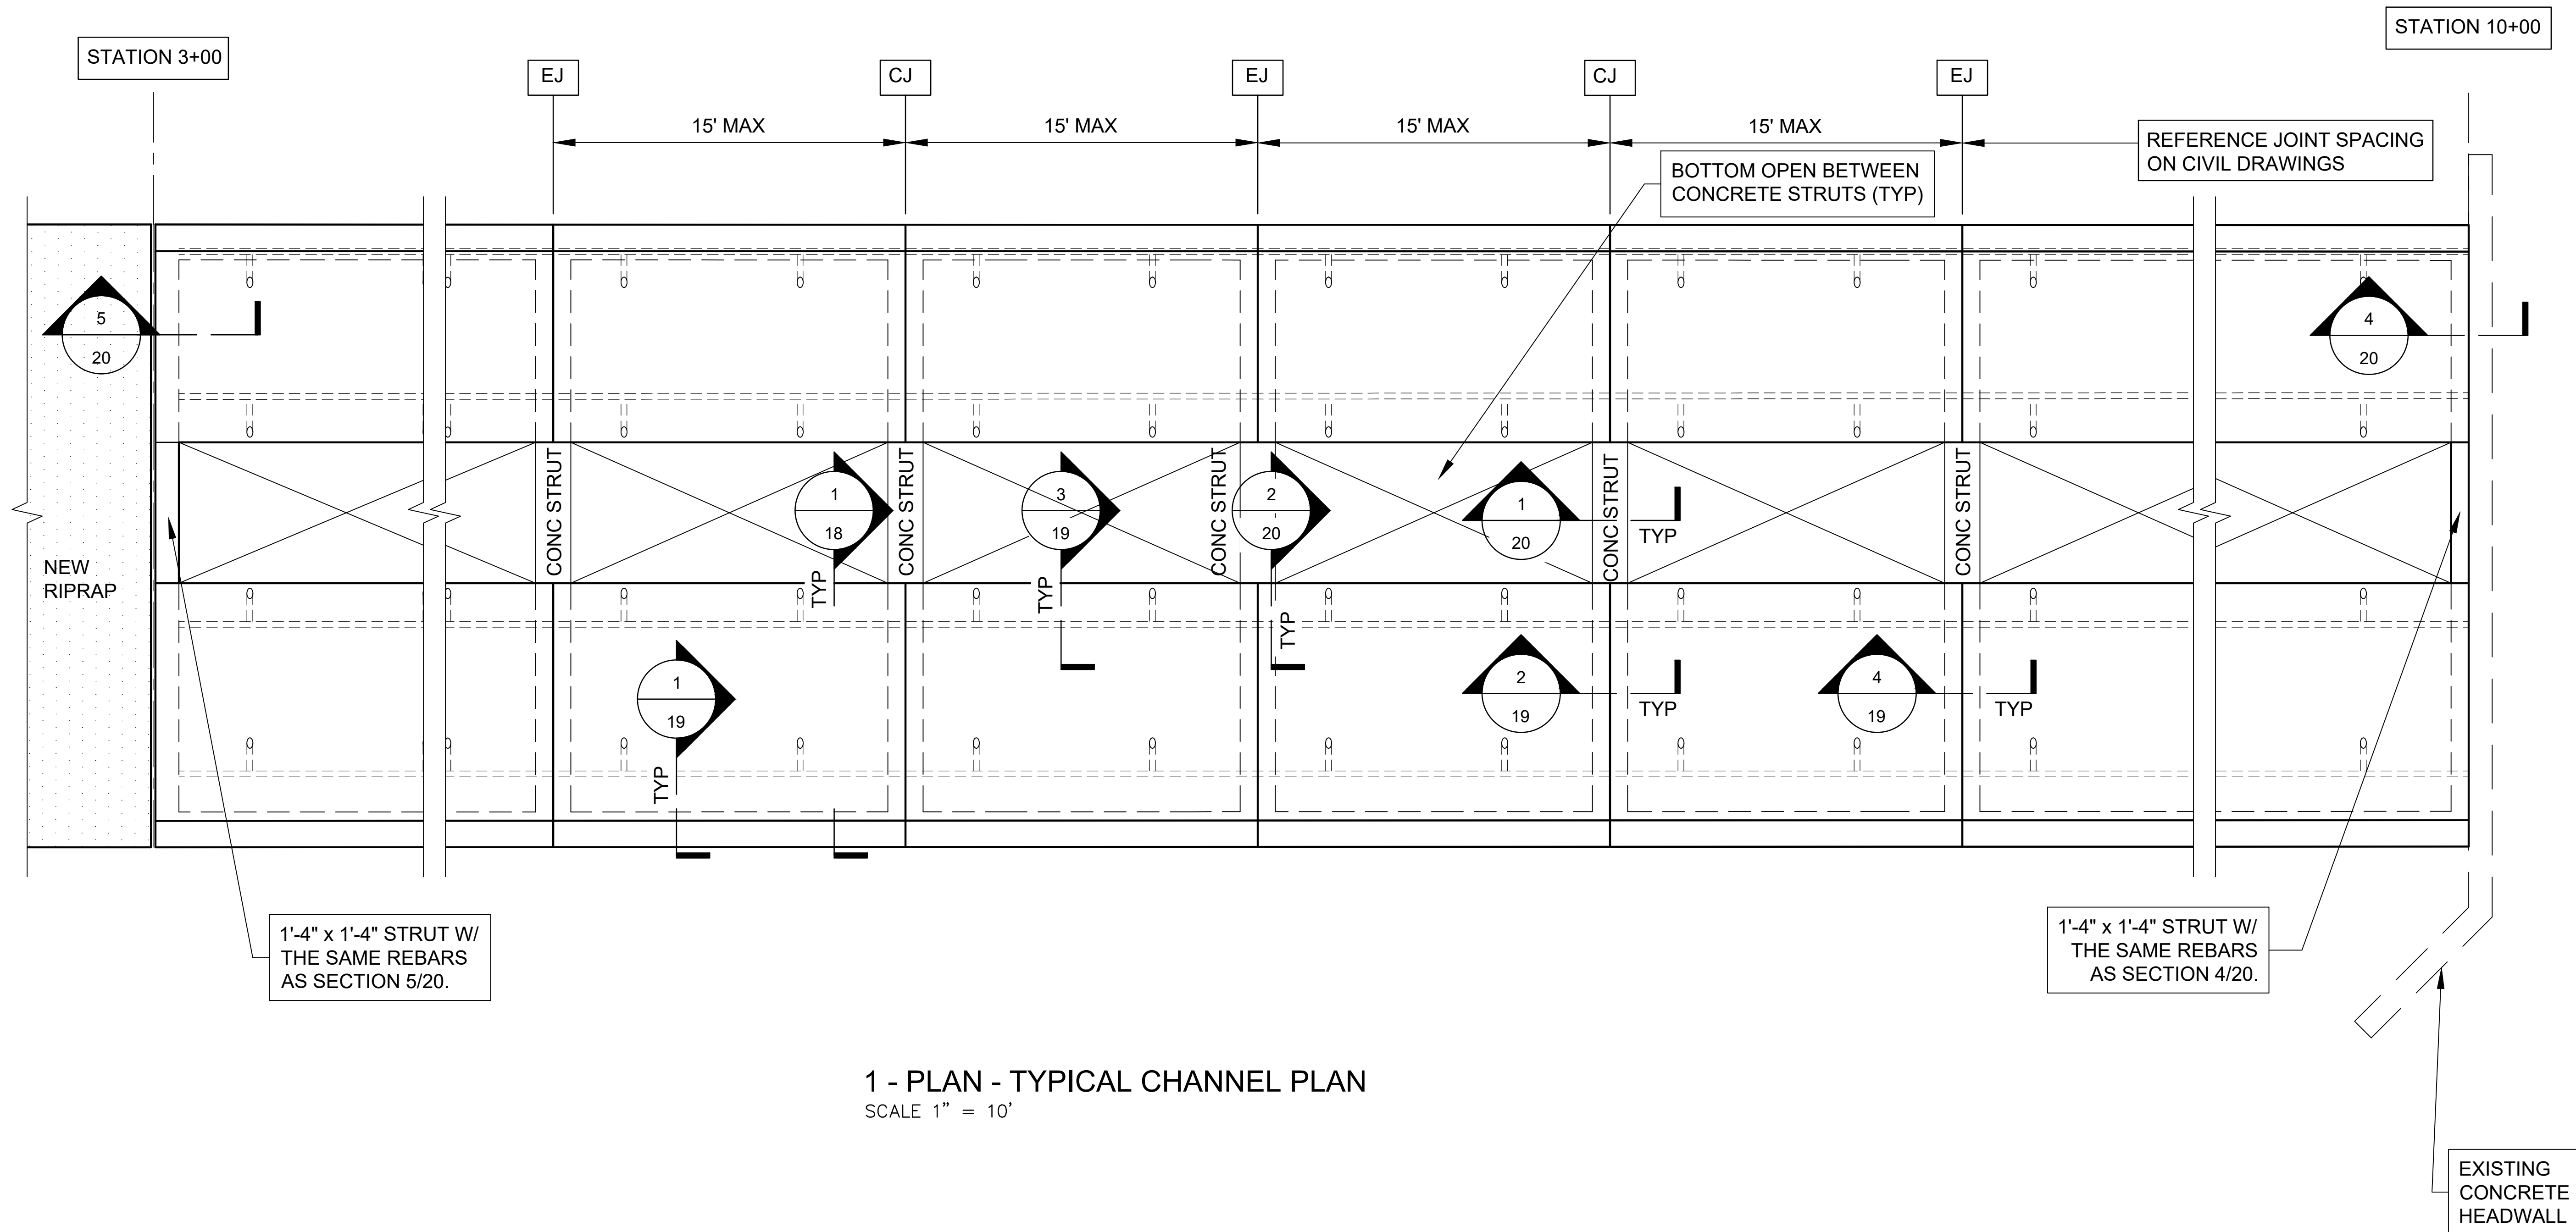 STATION 3+00
STATION 10+00
EJ
CJ
EJ
CJ
EJ
15' MAX
15' MAX
15' MAX
15' MAX
REFERENCE JOINT SPACING
ON CIVIL DRAWINGS
BOTTOM OPEN BETWEEN
CONCRETE STRUTS (TYP)
5
20
4
20
CONC STRUT
CONC STRUT
CONC STRUT
CONC STRUT
CONC STRUT
1
18
TYP
3
19
TYP
2
20
TYP
1
20
TYP
NEW
RIPRAP
1
19
TYP
2
19
TYP
4
19
TYP
1'-4" x 1'-4" STRUT W/
THE SAME REBARS
AS SECTION 5/20.
1'-4" x 1'-4" STRUT W/
THE SAME REBARS
AS SECTION 4/20.
1 - PLAN - TYPICAL CHANNEL PLAN
SCALE 1" = 10'
EXISTING
CONCRETE
HEADWALL